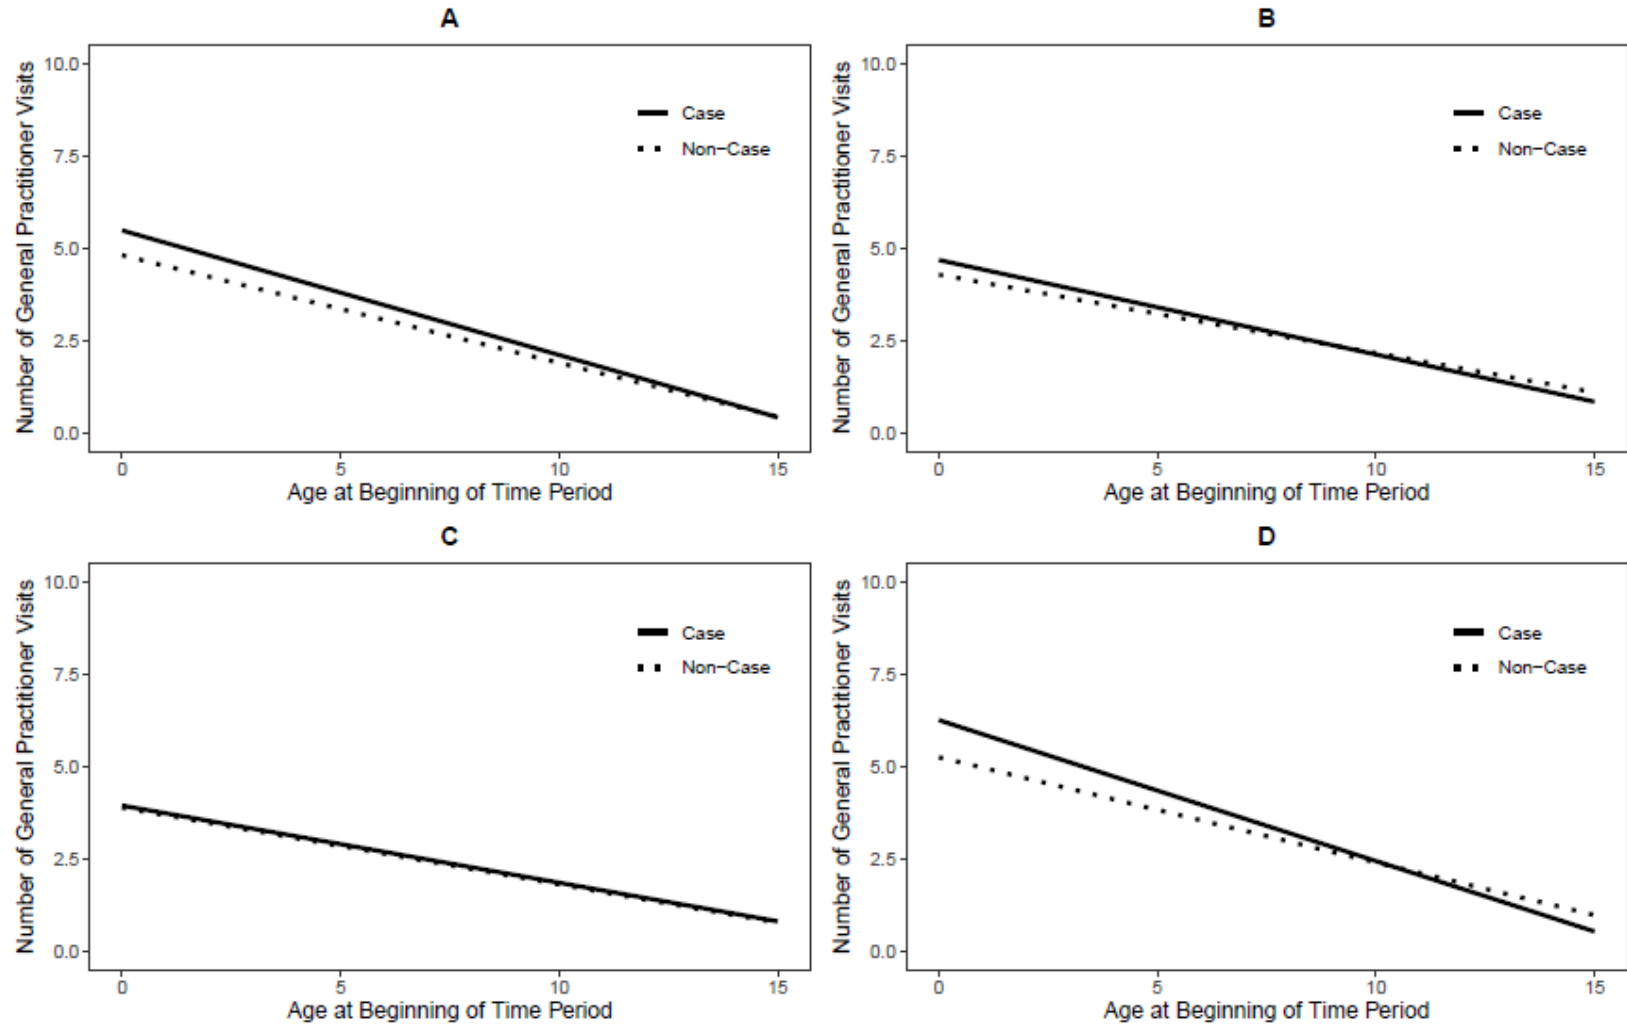 A
Number of General Practitioner Visits
10.0
7.5
5.0
2.5
0.0
Case
Non−Case
0 5 10 15
Age at Beginning of Time Period
B
Number of General Practitioner Visits
10.0
7.5
5.0
2.5
0.0
Case
Non−Case
0 5 10 15
Age at Beginning of Time Period
C
Number of General Practitioner Visits
10.0
7.5
5.0
2.5
0.0
Case
Non−Case
0 5 10 15
Age at Beginning of Time Period
D
Number of General Practitioner Visits
10.0
7.5
5.0
2.5
0.0
Case
Non−Case
0 5 10 15
Age at Beginning of Time Period